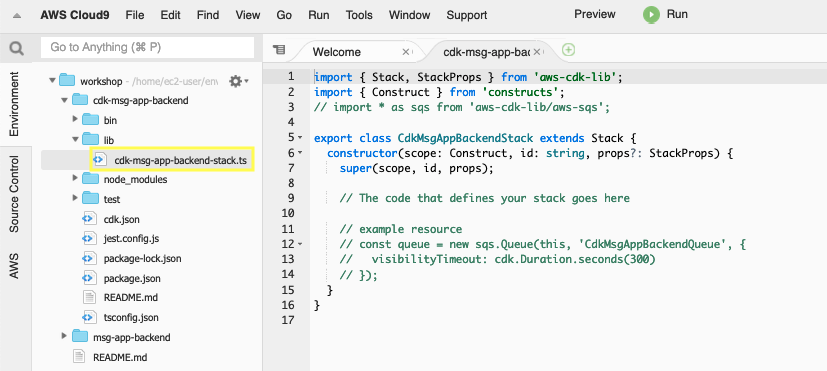 AWS Cloud9 File Edit Find View Go Run Tools Window Support Preview Run
Go to Anything (⌘ P)
Environment
Source Control
AWS
workshop - /home/ec2-user/env
cdk-msg-app-backend
bin
lib
cdk-msg-app-backend-stack.ts
node_modules
test
cdk.json
jest.config.js
package-lock.json
package.json
README.md
tsconfig.json
msg-app-backend
README.md
Welcome cdk-msg-app-bac
1 import { Stack, StackProps } from 'aws-cdk-lib';
2 import { Construct } from 'constructs';
3 // import * as sqs from 'aws-cdk-lib/aws-sqs';
4
5 export class CdkMsgAppBackendStack extends Stack {
6 constructor(scope: Construct, id: string, props?: StackProps) {
7 super(scope, id, props);
8
9 // The code that defines your stack goes here
10
11 // example resource
12 // const queue = new sqs.Queue(this, 'CdkMsgAppBackendQueue', {
13 //   visibilityTimeout: cdk.Duration.seconds(300)
14 // });
15 }
16 }
17